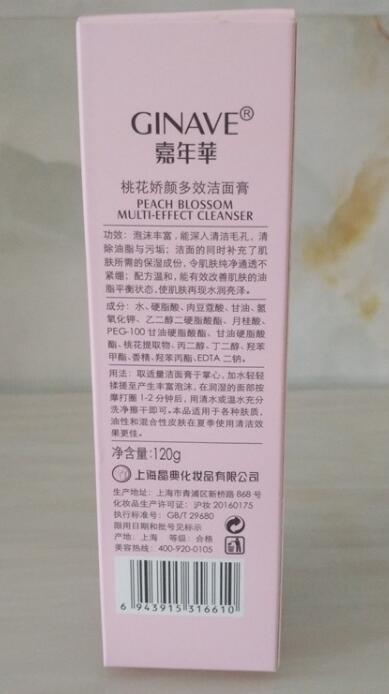 GINAVE®
嘉年華
桃花娇颜多效洁面膏
PEACH BLOSSOM
MULTI-EFFECT CLEANSER
功效：泡沫丰富，能深入清洁毛孔，清
除油脂与污垢；洁面的同时补充了肌
肤所需的保湿成份，令肌肤纯净通透不
紧绷；配方温和，能有效改善肌肤的油
脂平衡状态，使肌肤再现水润亮泽。
成分：水、硬脂酸、肉豆蔻酸、甘油、氢
氧化钾、乙二醇二硬脂酸酯、月桂酸、
PEG-100 甘油硬脂酸酯、甘油硬脂酸
酯、桃花提取物、丙二醇、丁二醇、羟苯
甲酯、香精、羟苯丙酯、EDTA 二钠。
用法：取适量洁面膏于掌心，加水轻轻
揉搓至产生丰富泡沫，在润湿的面部按
摩打圈 1-2 分钟后，用清水或温水充分
洗净擦干即可。本品适用于各种肤质，
油性和混合性皮肤在夏季使用清洁效
果更佳。
净含量:120g
上海晶典化妆品有限公司
生产地址：上海市青浦区新桥路 868 号
化妆品生产许可证：沪妆 20160175
执行标准号：GB/T 29680
限用日期和批号见标示
产地：上海 等级：合格
美容热线：400-920-0105
6 943915 316610